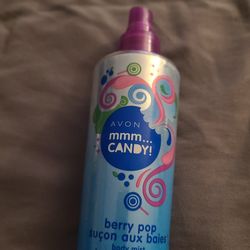 AVON
mmm...
CANDY!
berry pop
suçon aux baies
body mist